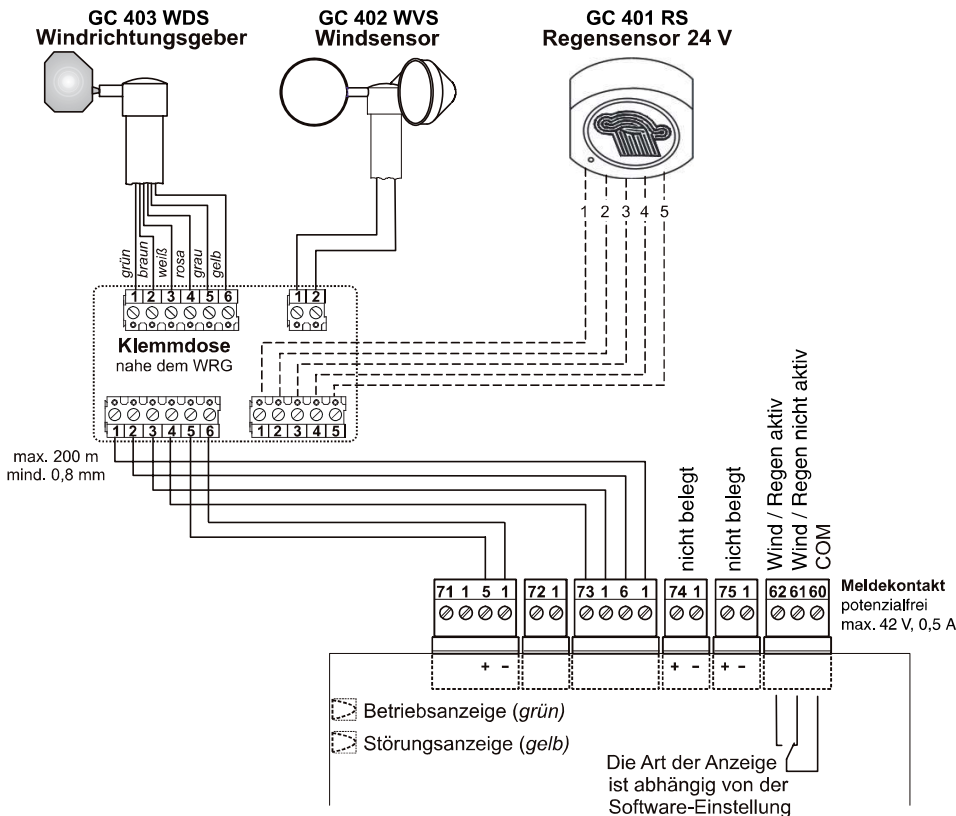 GC 403 WDS
Windrichtungsgeber
GC 402 WVS
Windsensor
GC 401 RS
Regensensor 24 V
1 2 3 4 5
grün
braun
weiß
rosa
grau
gelb
1 2 3 4 5 6
1 2
Klemmdose
nahe dem WRG
1 2 3 4 5 6
1 2 3 4 5
max. 200 m
mind. 0,8 mm
nicht belegt
nicht belegt
Wind / Regen aktiv
Wind / Regen nicht aktiv
COM
71 1 5 1
72 1
73 1 6 1
74 1
75 1
62 61 60
Meldekontakt
potenzialfrei
max. 42 V, 0,5 A
+ −
+ −
+ −
Betriebsanzeige (grün)
Störungsanzeige (gelb)
Die Art der Anzeige
ist abhängig von der
Software-Einstellung